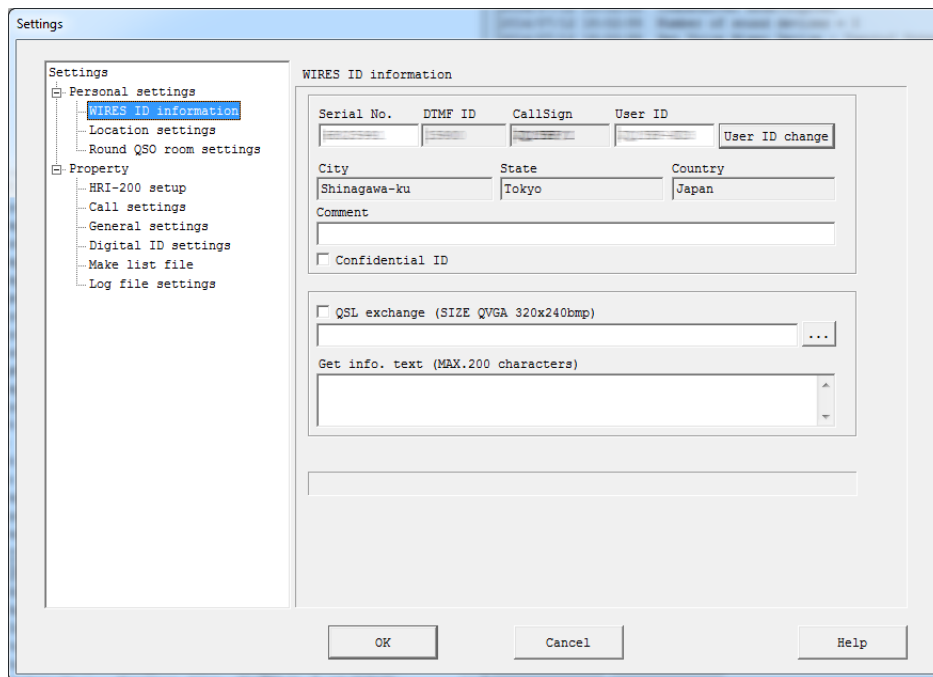 Settings
Settings
Personal settings
WIRES ID information
Location settings
Round QSO room settings
Property
HRI-200 setup
Call settings
General settings
Digital ID settings
Make list file
Log file settings
WIRES ID information
Serial No. DTMF ID CallSign User ID
User ID change
City State Country
Shinagawa-ku Tokyo Japan
Comment
Confidential ID
QSL exchange (SIZE QVGA 320x240bmp)
...
Get info. text (MAX.200 characters)
OK Cancel Help